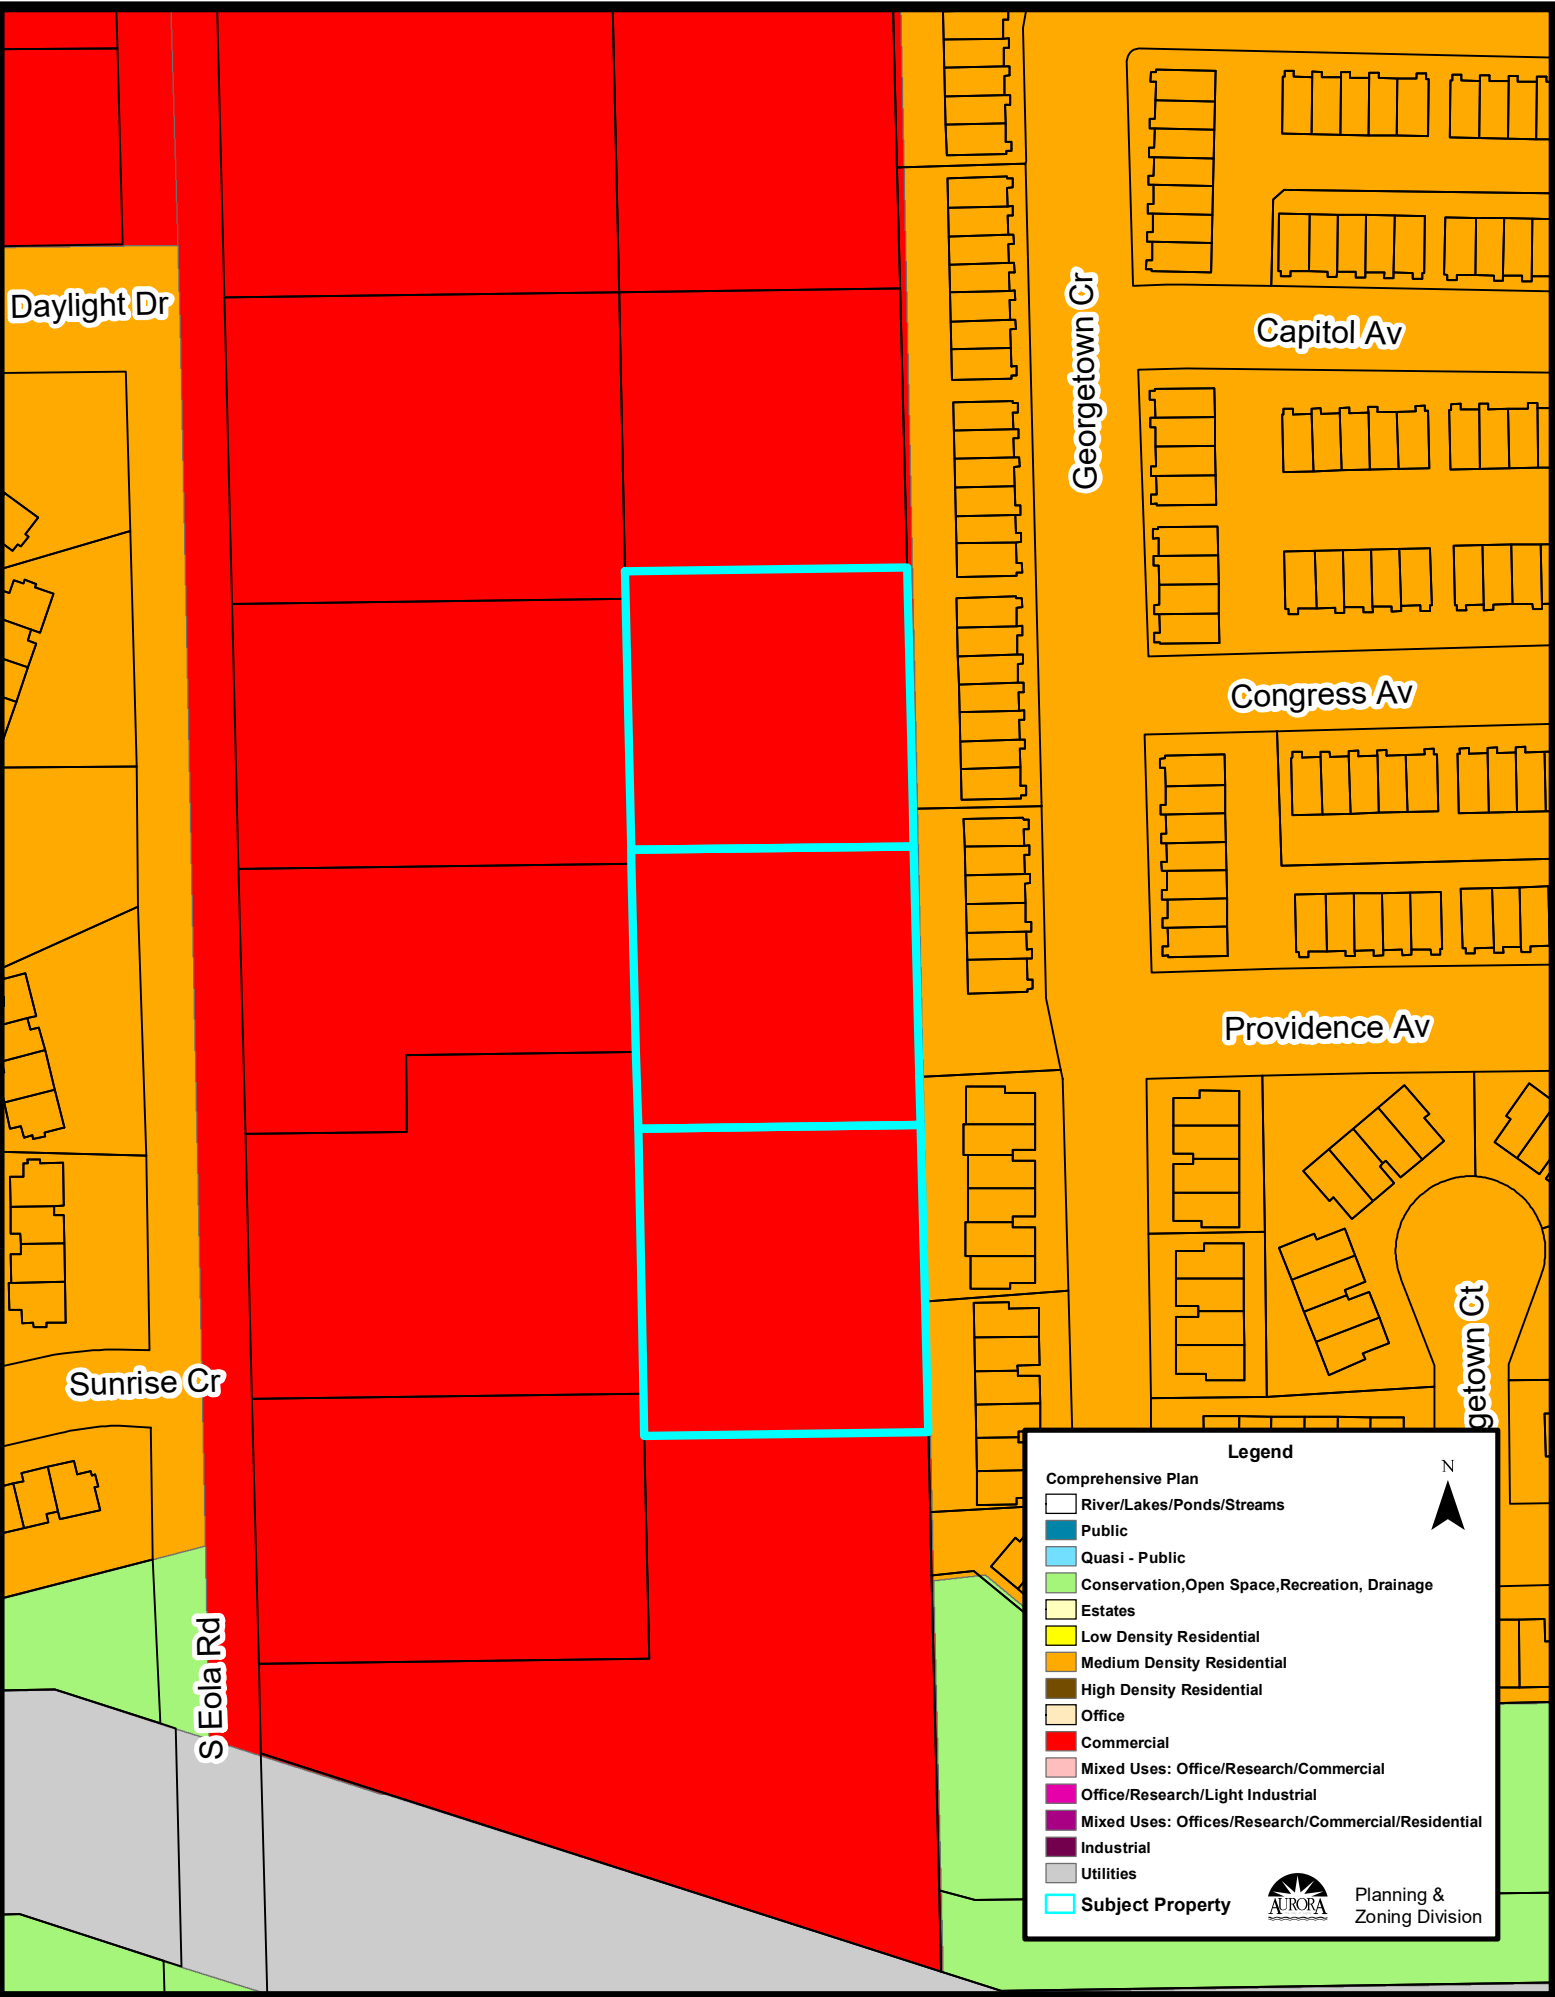 Daylight Dr
Georgetown Cr
Capitol Av
Congress Av
Providence Av
getown Ct
Sunrise Cr
S Eola Rd
Legend
N
Comprehensive Plan
River/Lakes/Ponds/Streams
Public
Quasi - Public
Conservation,Open Space,Recreation, Drainage
Estates
Low Density Residential
Medium Density Residential
High Density Residential
Office
Commercial
Mixed Uses: Office/Research/Commercial
Office/Research/Light Industrial
Mixed Uses: Offices/Research/Commercial/Residential
Industrial
Utilities
Subject Property
AURORA
Planning &
Zoning Division